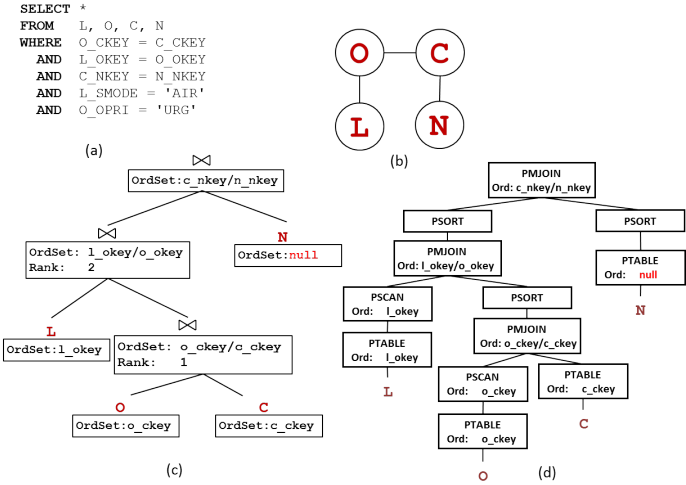 SELECT *
FROM L, O, C, N
WHERE O_CKEY = C_CKEY
AND L_OKEY = O_OKEY
AND C_NKEY = N_NKEY
AND L_SMODE = 'AIR'
AND O_OPRI = 'URG'
(a)
O C
L N
(b)
⋈
OrdSet:c_nkey/n_nkey
⋈
OrdSet: l_okey/o_okey
Rank: 2
N
OrdSet:null
L
OrdSet:l_okey
⋈
OrdSet: o_ckey/c_ckey
Rank: 1
O
OrdSet:o_ckey
C
OrdSet:c_ckey
(c)
PMJOIN
Ord: c_nkey/n_nkey
PSORT
PSORT
PMJOIN
Ord: l_okey/o_okey
PTABLE
Ord: null
N
PSCAN
Ord: l_okey
PSORT
PTABLE
Ord: l_okey
L
PMJOIN
Ord: o_ckey/c_ckey
PSCAN
Ord: o_ckey
PTABLE
Ord: c_ckey
C
PTABLE
Ord: o_ckey
O
(d)